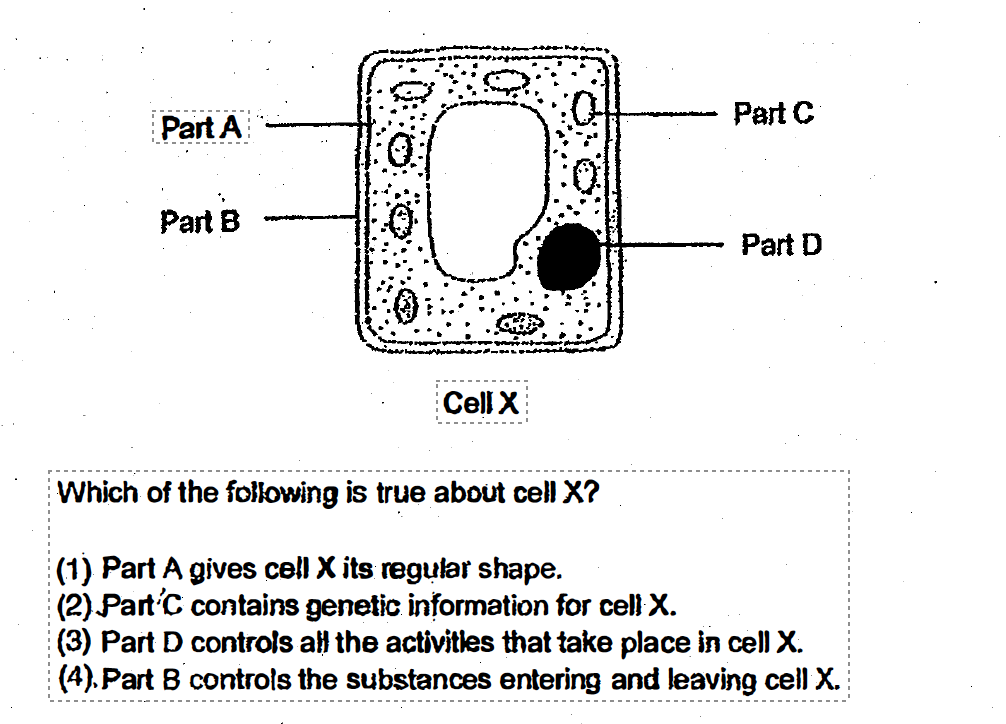 Part A
Part C
Part B
Part D
Cell X
Which of the following is true about cell X?
(1) Part A gives cell X its regular shape.
(2) Part C contains genetic information for cell X.
(3) Part D controls all the activities that take place in cell X.
(4) Part B controls the substances entering and leaving cell X.